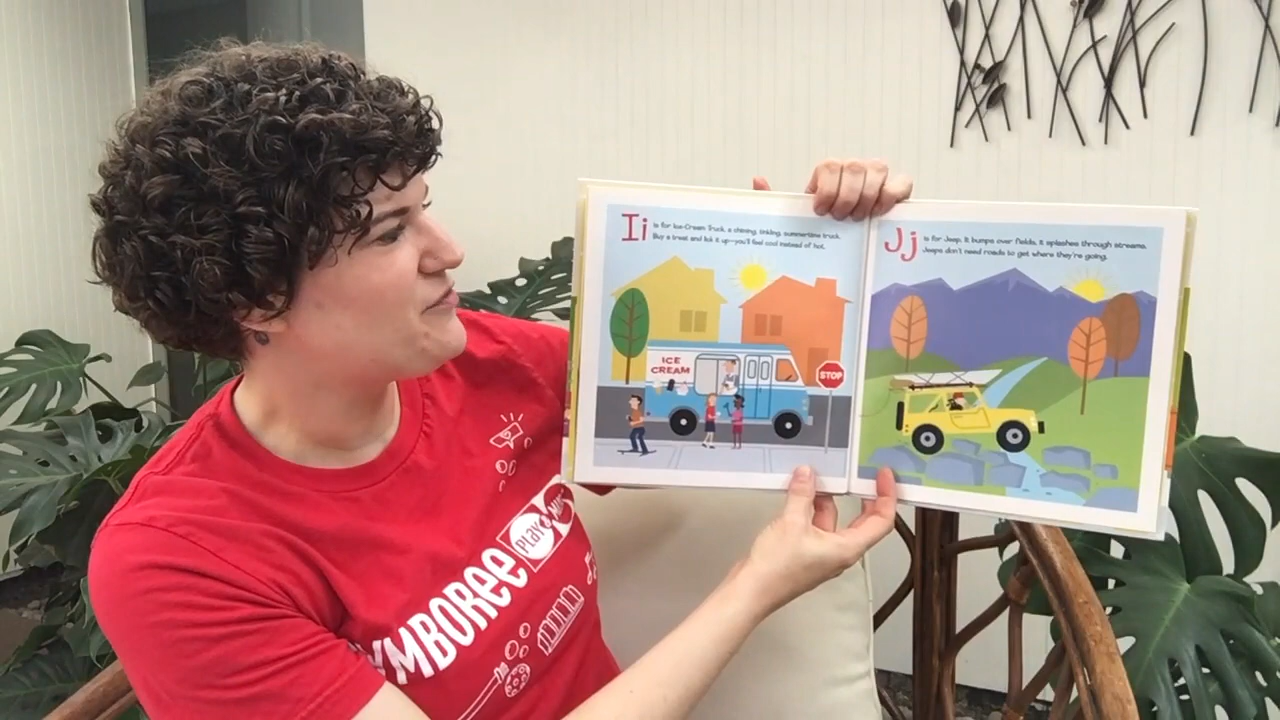 Ii is for Ice-Cream Truck, a shining, tinkling, summertime truck.
Buy a treat and lick it up—you'll feel cool instead of hot.
ICE
CREAM
STOP
Jj is for Jeep. It bumps over fields, it splashes through streams.
Jeeps don't need roads to get where they're going.
PLAY &
YMBOREE